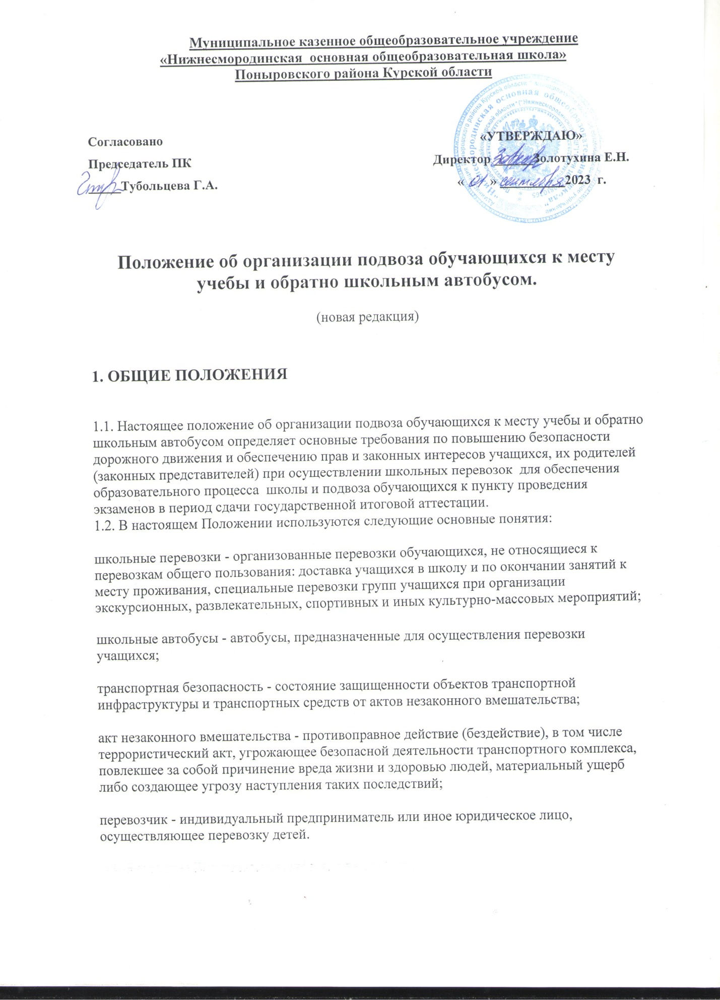 Муниципальное казенное общеобразовательное учреждение
«Нижнесмородинская основная общеобразовательная школа»
Поныровского района Курской области
Согласовано
Председатель ПК
Тубольцева Г.А.
«УТВЕРЖДАЮ»
Директор Золотухина Е.Н.
« 01 » сентября 2023 г.
Положение об организации подвоза обучающихся к месту
учебы и обратно школьным автобусом.
(новая редакция)
1. ОБЩИЕ ПОЛОЖЕНИЯ
1.1. Настоящее положение об организации подвоза обучающихся к месту учебы и обратно
школьным автобусом определяет основные требования по повышению безопасности
дорожного движения и обеспечению прав и законных интересов учащихся, их родителей
(законных представителей) при осуществлении школьных перевозок для обеспечения
образовательного процесса школы и подвоза обучающихся к пункту проведения
экзаменов в период сдачи государственной итоговой аттестации.
1.2. В настоящем Положении используются следующие основные понятия:
школьные перевозки - организованные перевозки обучающихся, не относящиеся к
перевозкам общего пользования: доставка учащихся в школу и по окончании занятий к
месту проживания, специальные перевозки групп учащихся при организации
экскурсионных, развлекательных, спортивных и иных культурно-массовых мероприятий;
школьные автобусы - автобусы, предназначенные для осуществления перевозки
учащихся;
транспортная безопасность - состояние защищенности объектов транспортной
инфраструктуры и транспортных средств от актов незаконного вмешательства;
акт незаконного вмешательства - противоправное действие (бездействие), в том числе
террористический акт, угрожающее безопасной деятельности транспортного комплекса,
повлекшее за собой причинение вреда жизни и здоровью людей, материальный ущерб
либо создающее угрозу наступления таких последствий;
перевозчик - индивидуальный предприниматель или иное юридическое лицо,
осуществляющее перевозку детей.